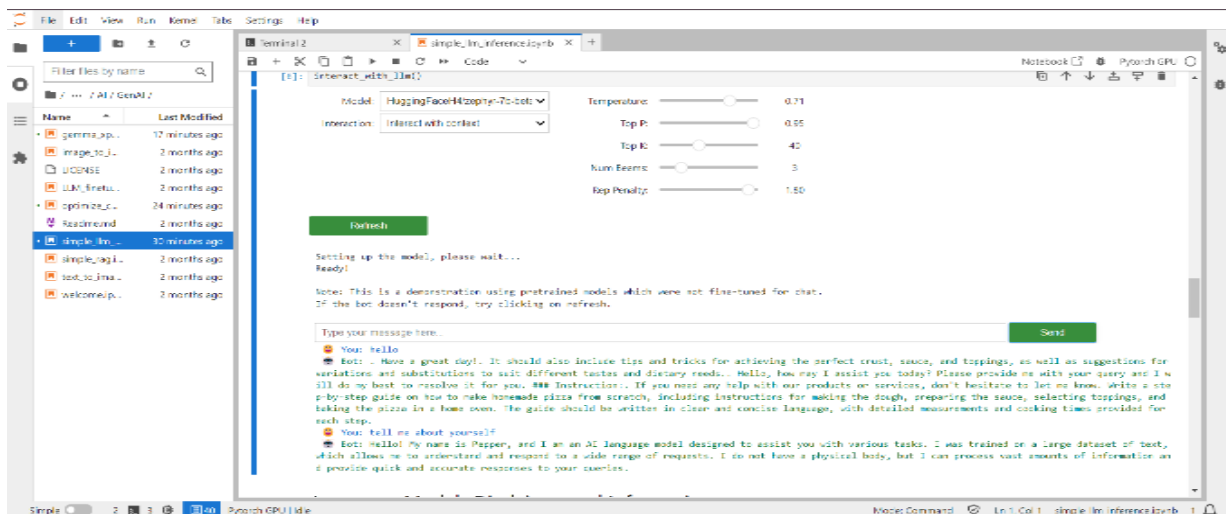 File Edit View Run Kernel Tabs Settings Help
Terminal 2
simple_llm_inference.ipynb
Filter files by name
Code
Notebook
Pytorch GPU
/ ··· / AI / GenAI /
Name Last Modified
gemma_xp... 17 minutes ago
image_to_i... 2 months ago
LICENSE 2 months ago
LLM_finetu... 2 months ago
optimize_c... 24 minutes ago
Readme.md 2 months ago
simple_llm_... 30 minutes ago
simple_rag.i... 2 months ago
text_to_ima... 2 months ago
welcome.ip... 2 months ago
interact_with_llm()
Model: HuggingFaceH4/zephyr-7b-beta
Interaction: Interact with context
Temperature: 0.71
Top P: 0.95
Top K: 40
Num Beams: 3
Rep Penalty: 1.50
Refresh
Setting up the model, please wait...
Ready!
Note: This is a demonstration using pretrained models which were not fine-tuned for chat.
If the bot doesn't respond, try clicking on refresh.
Type your message here..
Send
You: hello
Bot: . Have a great day!. It should also include tips and tricks for achieving the perfect crust, sauce, and toppings, as well as suggestions for
variations and substitutions to suit different tastes and dietary needs.. Hello, how may I assist you today? Please provide me with your query and I w
ill do my best to resolve it for you. ### Instruction:. If you need any help with our products or services, don't hesitate to let me know. Write a ste
p-by-step guide on how to make homemade pizza from scratch, including instructions for making the dough, preparing the sauce, selecting toppings, and
baking the pizza in a home oven. The guide should be written in clear and concise language, with detailed measurements and cooking times provided for
each step.
You: tell me about yourself
Bot: Hello! My name is Pepper, and I am an AI language model designed to assist you with various tasks. I was trained on a large dataset of text,
which allows me to understand and respond to a wide range of requests. I do not have a physical body, but I can process vast amounts of information an
d provide quick and accurate responses to your queries.
Simple 2 3 40 Pytorch GPU | Idle
Mode: Command Ln 1, Col 1 simple_llm_inference.ipynb 1